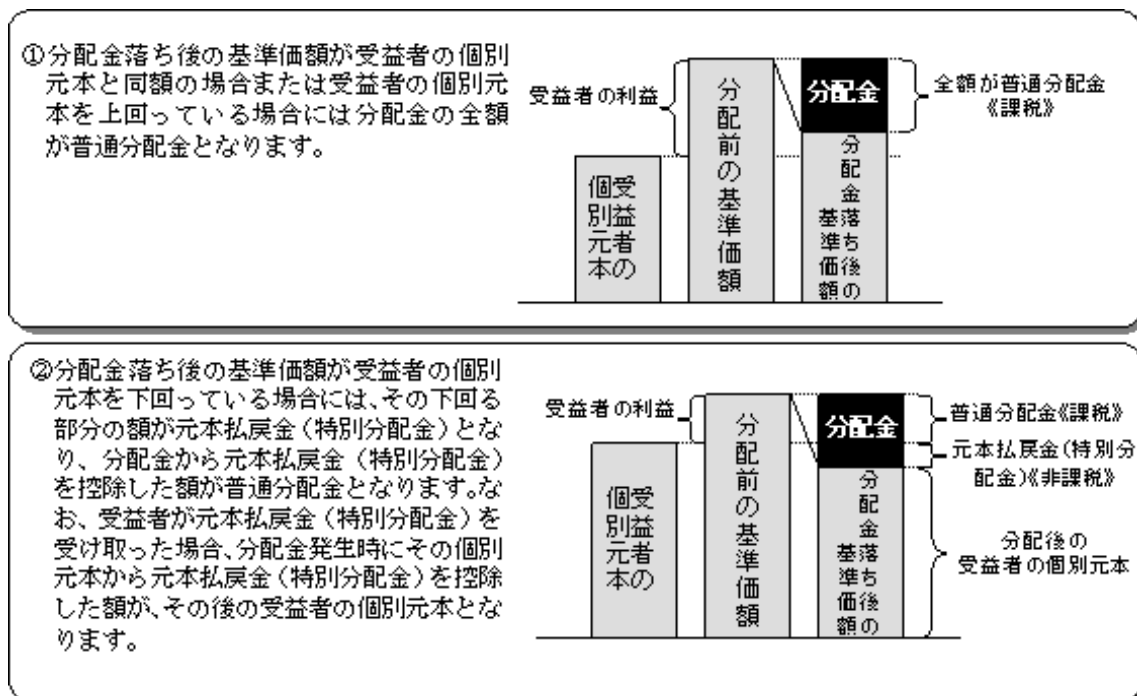 ①分配金落ち後の基準価額が受益者の個別
元本と同額の場合または受益者の個別元
本を上回っている場合には分配金の全額
が普通分配金となります。
受益者の利益
受益者の
個別元本
分配前の基準価額
分配金
分配金落ち後の
基準価額
全額が普通分配金
《課税》
②分配金落ち後の基準価額が受益者の個別
元本を下回っている場合には、その下回る
部分の額が元本払戻金(特別分配金)とな
り、分配金から元本払戻金(特別分配金)
を控除した額が普通分配金となります。な
お、受益者が元本払戻金(特別分配金)を
受け取った場合、分配金発生時にその個別
元本から元本払戻金(特別分配金)を控除
した額が、その後の受益者の個別元本とな
ります。
受益者の利益
受益者の
個別元本
分配前の基準価額
分配金
分配金落ち後の
基準価額
普通分配金《課税》
元本払戻金(特別分
配金)《非課税》
分配後の
受益者の個別元本